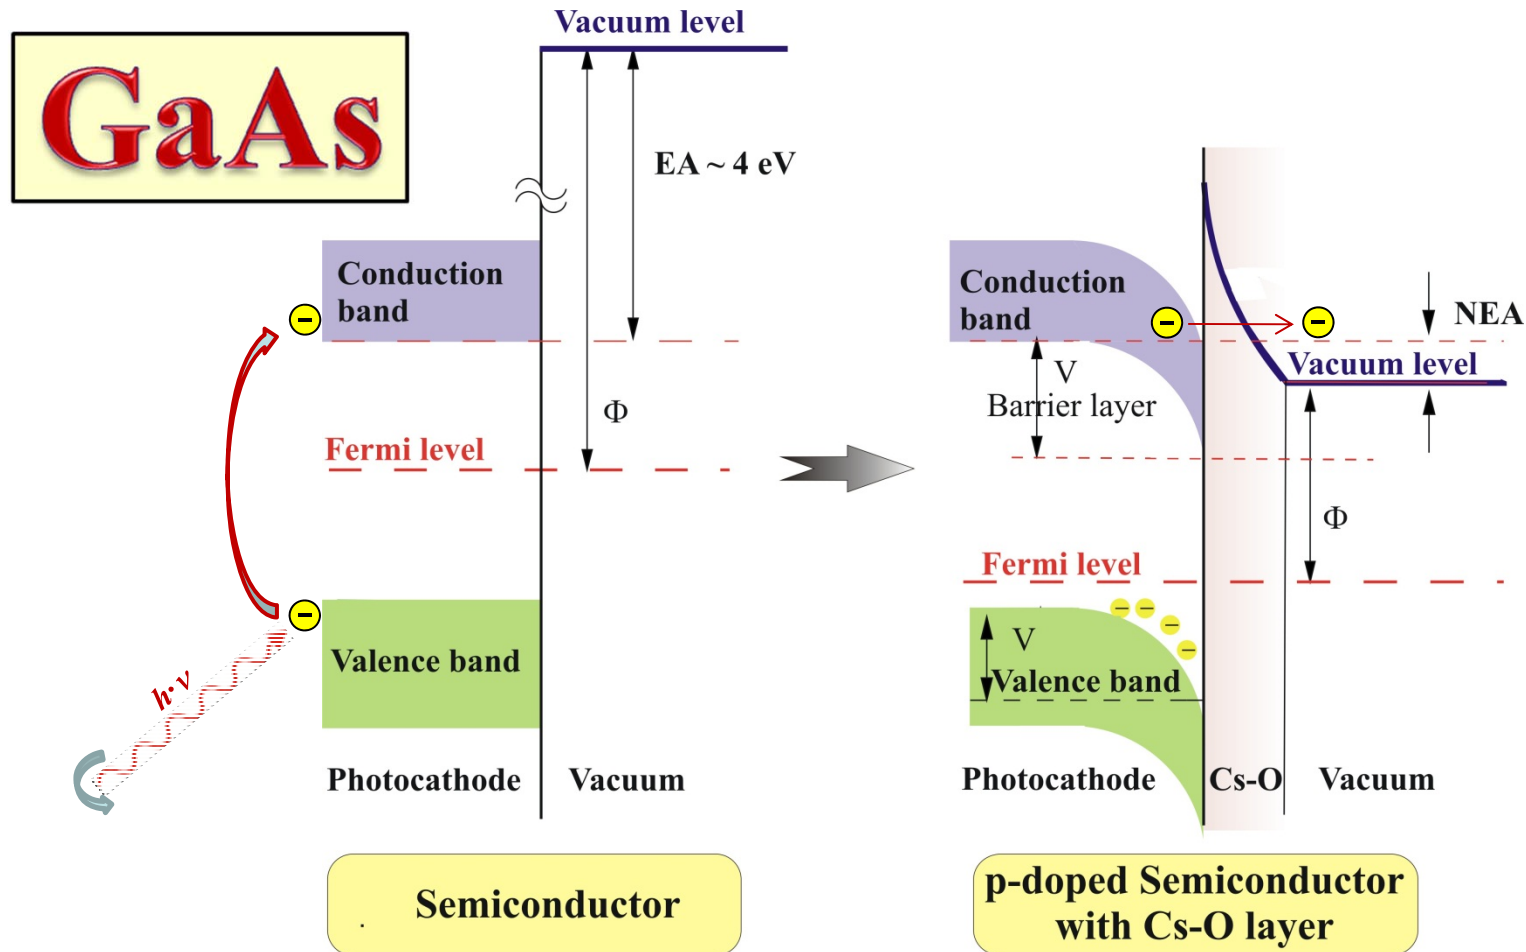 GaAs
Vacuum level
EA ~ 4 eV
Conduction
band
Φ
Fermi level
Valence band
h·ν
Photocathode
Vacuum
Semiconductor
.
Conduction
band
NEA
Vacuum level
V
Barrier layer
Φ
Fermi level
V
Valence band
Photocathode
Cs-O
Vacuum
p-doped Semiconductor
with Cs-O layer